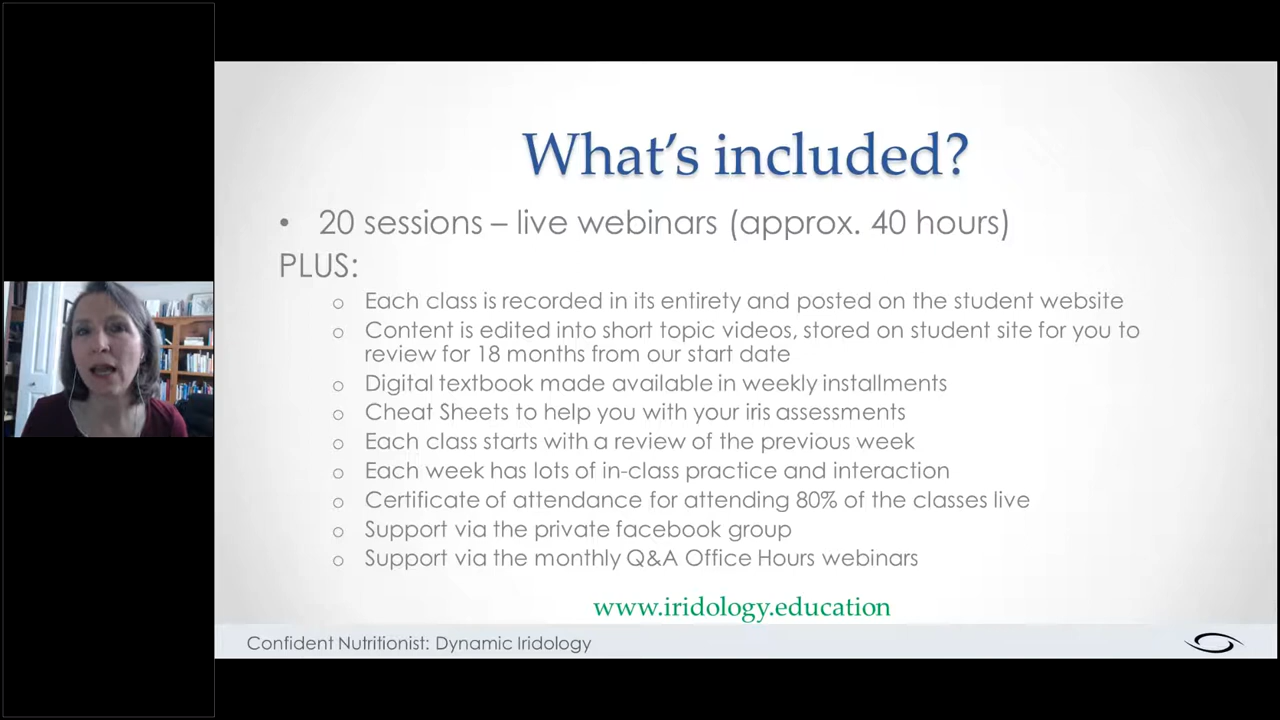 What's included?
• 20 sessions – live webinars (approx. 40 hours)
PLUS:
o Each class is recorded in its entirety and posted on the student website
o Content is edited into short topic videos, stored on student site for you to
review for 18 months from our start date
o Digital textbook made available in weekly installments
o Cheat Sheets to help you with your iris assessments
o Each class starts with a review of the previous week
o Each week has lots of in-class practice and interaction
o Certificate of attendance for attending 80% of the classes live
o Support via the private facebook group
o Support via the monthly Q&A Office Hours webinars
www.iridology.education
Confident Nutritionist: Dynamic Iridology